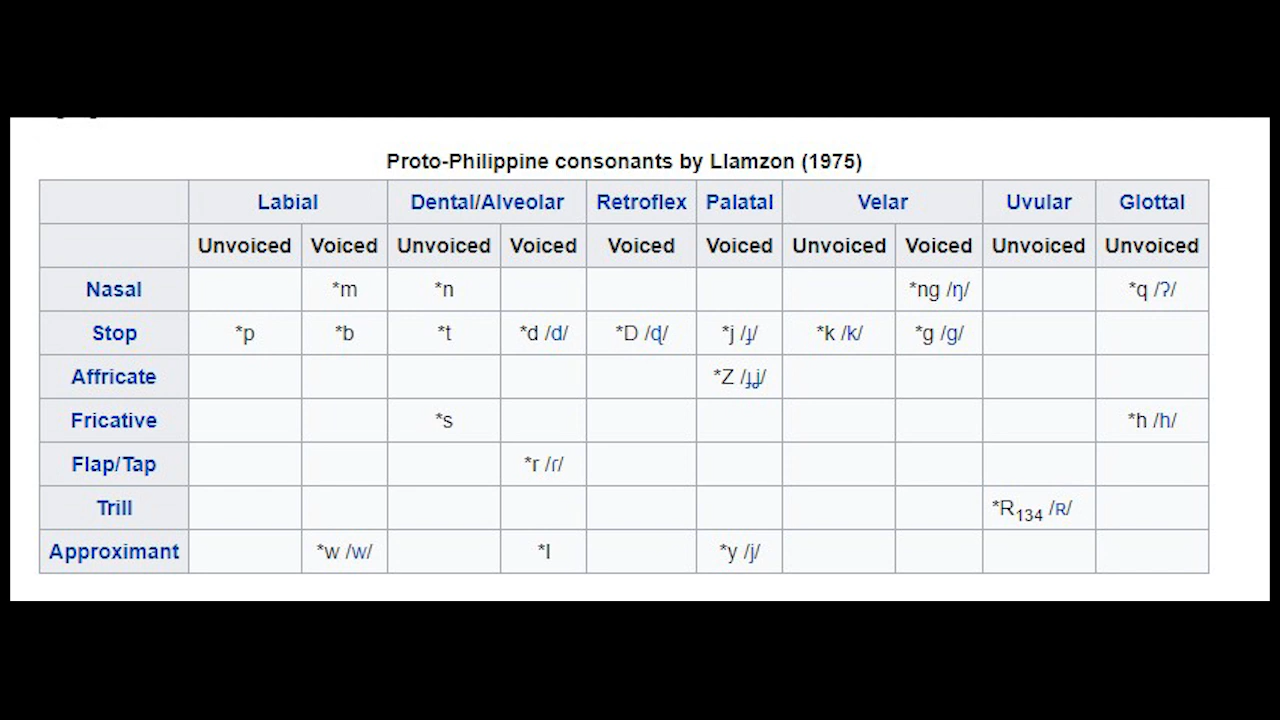 Proto-Philippine consonants by Llamzon (1975)
Labial Dental/Alveolar Retroflex Palatal Velar Uvular Glottal
Unvoiced Voiced Unvoiced Voiced Voiced Voiced Unvoiced Voiced Unvoiced Unvoiced
Nasal *m *n *ng /ŋ/ *q /ʔ/
Stop *p *b *t *d /d/ *D /ɖ/ *j /ɟ/ *k /k/ *g /g/
Affricate *Z /ɟʝ/
Fricative *s *h /h/
Flap/Tap *r /ɾ/
Trill *R₁₃₄ /ʀ/
Approximant *w /w/ *l *y /j/